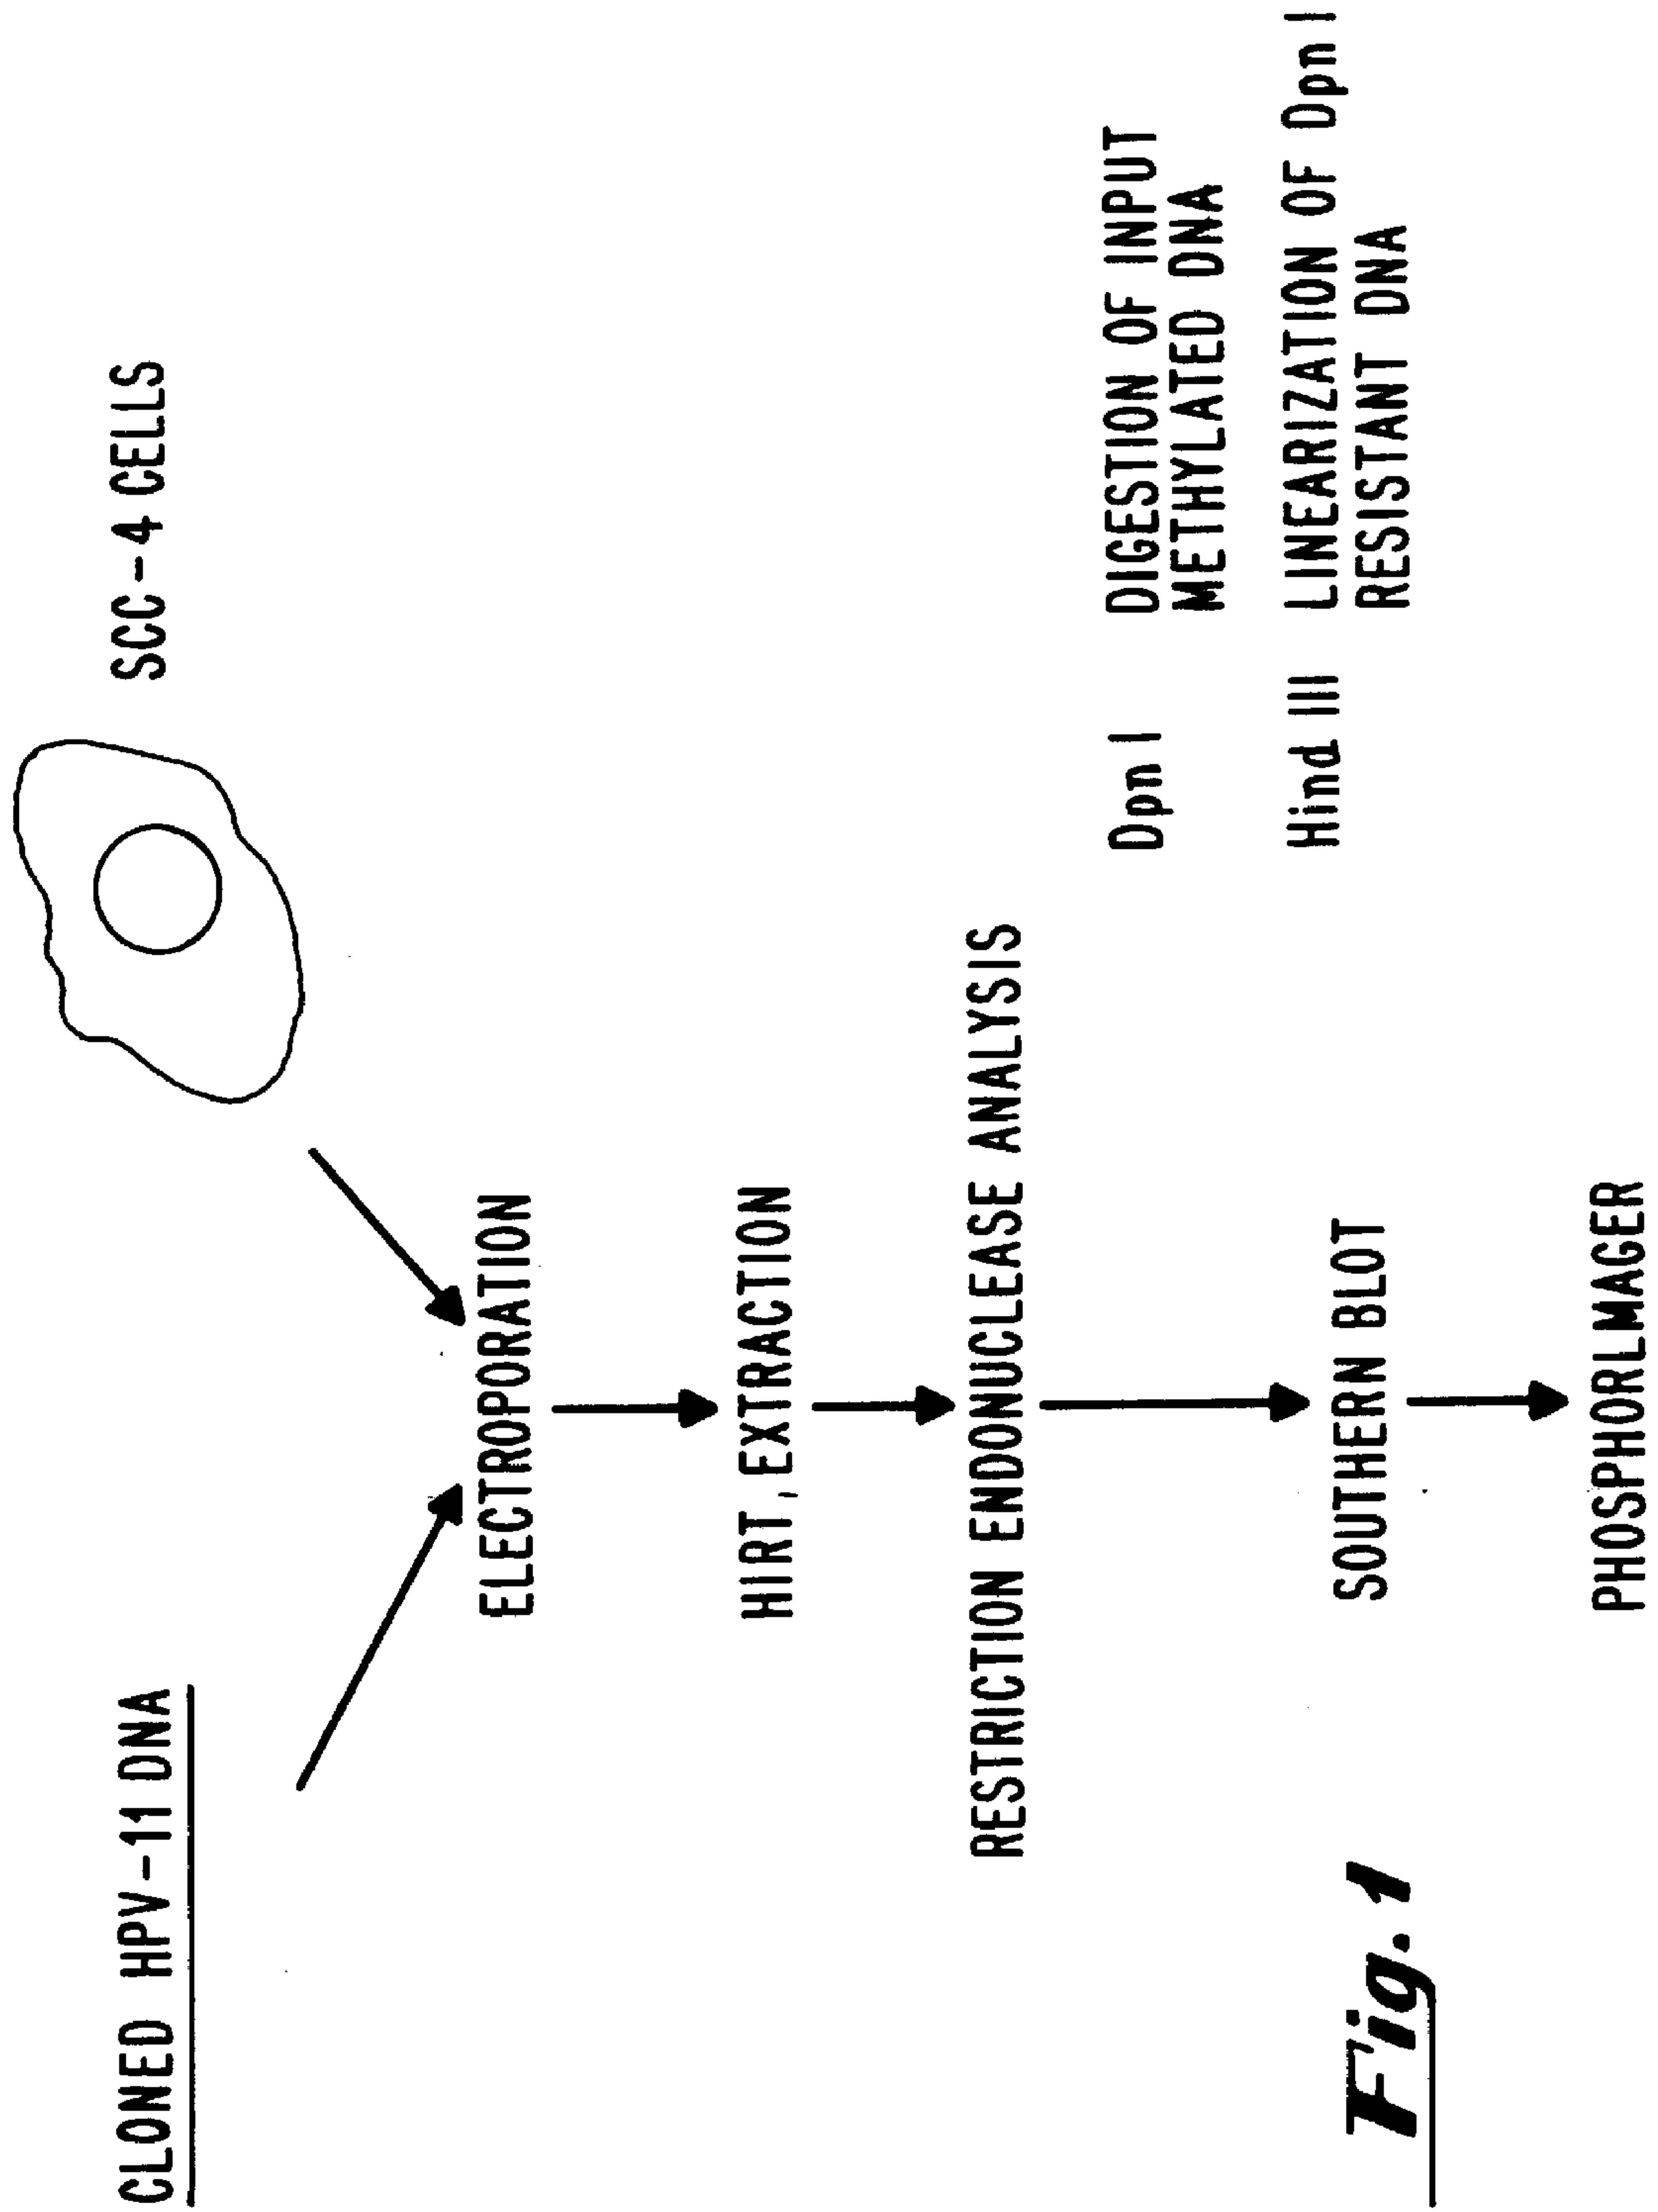 CLONED HPV-11 DNA
SCC-4 CELLS
ELECTROPORATION
HIRT EXTRACTION
RESTRICTION ENDONUCLEASE ANALYSIS
Dpn I DIGESTION OF INPUT
METHYLATED DNA
Hind III LINEARIZATION OF Dpn I
RESISTANT DNA
SOUTHERN BLOT
PHOSPHORLMAGER
Fig. 1